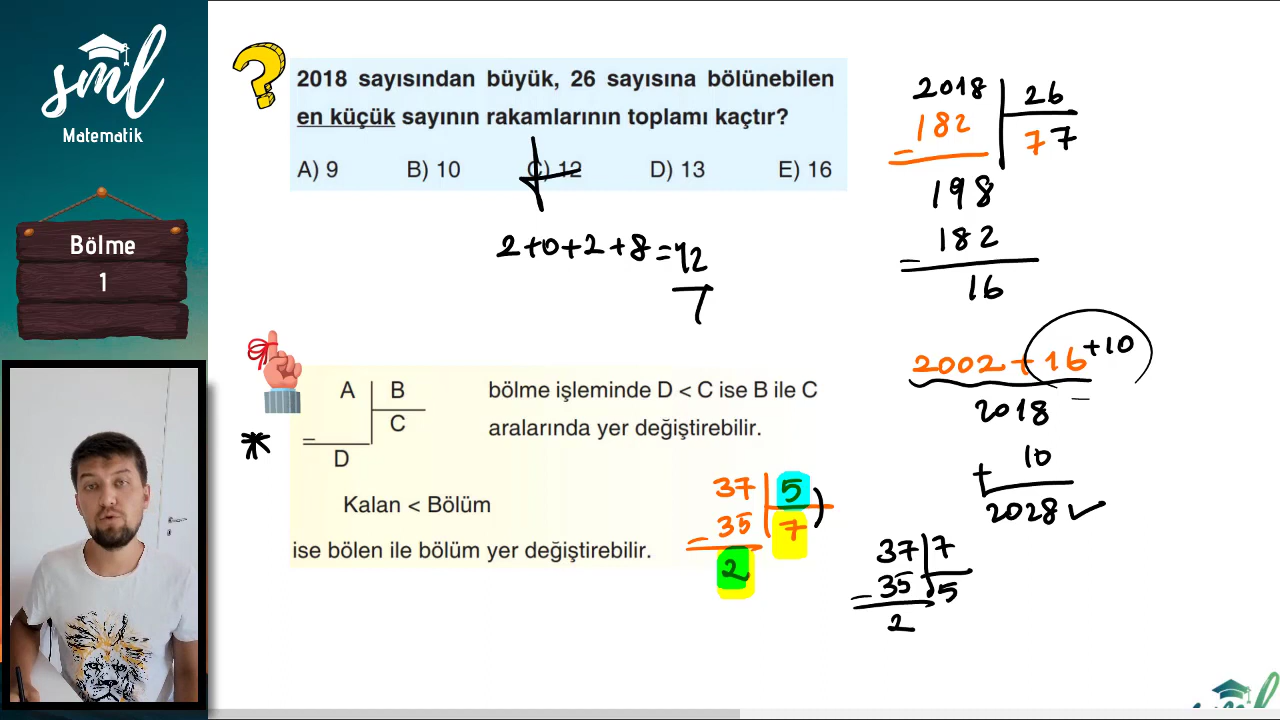 sml
Matematik
Bölme
1
?
2018 sayısından büyük, 26 sayısına bölünebilen
en küçük sayının rakamlarının toplamı kaçtır?
A) 9 B) 10 C) 12 D) 13 E) 16
2+0+2+8=12
2018 26
182 77
-
198
182
-
16
2002+16+10
2018
+ 10
2028 ✓
A B
C
-
D
bölme işleminde D < C ise B ile C
aralarında yer değiştirebilir.
Kalan < Bölüm
ise bölen ile bölüm yer değiştirebilir.
*
37 5
- 35 7
2
37 7
- 35 5
2
sml